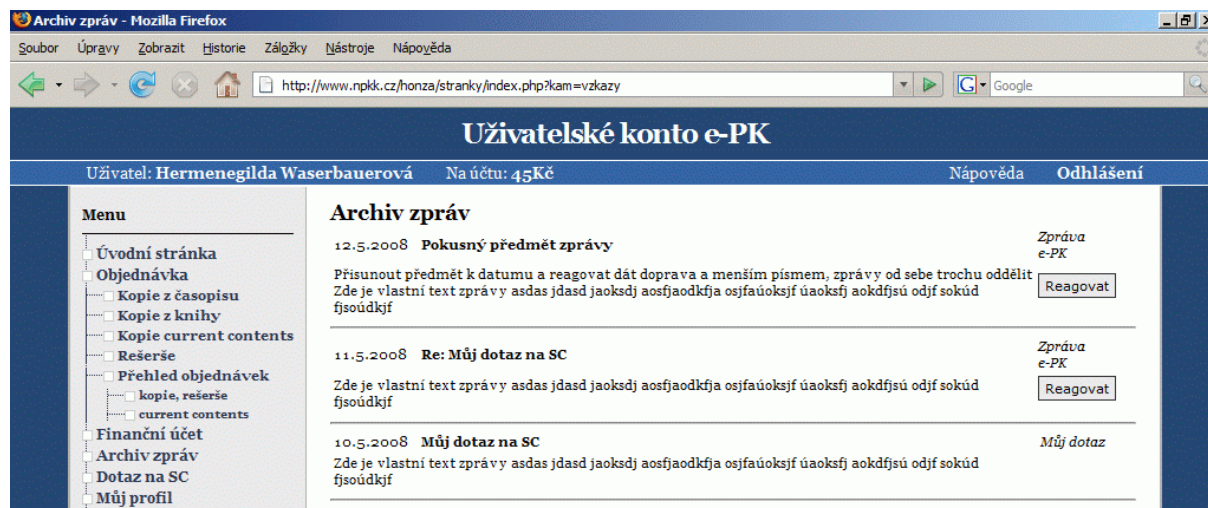 Archiv zpráv - Mozilla Firefox
Soubor Úpravy Zobrazit Historie Záložky Nástroje Nápověda
http://www.npkk.cz/honza/stranky/index.php?kam=vzkazy
G Google
Uživatelské konto e-PK
Uživatel: Hermenegilda Waserbauerová Na účtu: 45Kč Nápověda Odhlášení
Menu
Úvodní stránka
Objednávka
Kopie z časopisu
Kopie z knihy
Kopie current contents
Rešerše
Přehled objednávek
kopie, rešerše
current contents
Finanční účet
Archiv zpráv
Dotaz na SC
Můj profil
Archiv zpráv
12.5.2008 Pokusný předmět zprávy
Zpráva
e-PK
Přisunout předmět k datumu a reagovat dát doprava a menším písmem, zprávy od sebe trochu oddělit
Zde je vlastní text zprávy asdas jdasd jaoksdj aosfjaodkfja osjfaúoksjf úaoksfj aokdfjsú odjf sokúd
fjsoúdkjf
Reagovat
11.5.2008 Re: Můj dotaz na SC
Zpráva
e-PK
Zde je vlastní text zprávy asdas jdasd jaoksdj aosfjaodkfja osjfaúoksjf úaoksfj aokdfjsú odjf sokúd
fjsoúdkjf
Reagovat
10.5.2008 Můj dotaz na SC
Můj dotaz
Zde je vlastní text zprávy asdas jdasd jaoksdj aosfjaodkfja osjfaúoksjf úaoksfj aokdfjsú odjf sokúd
fjsoúdkjf